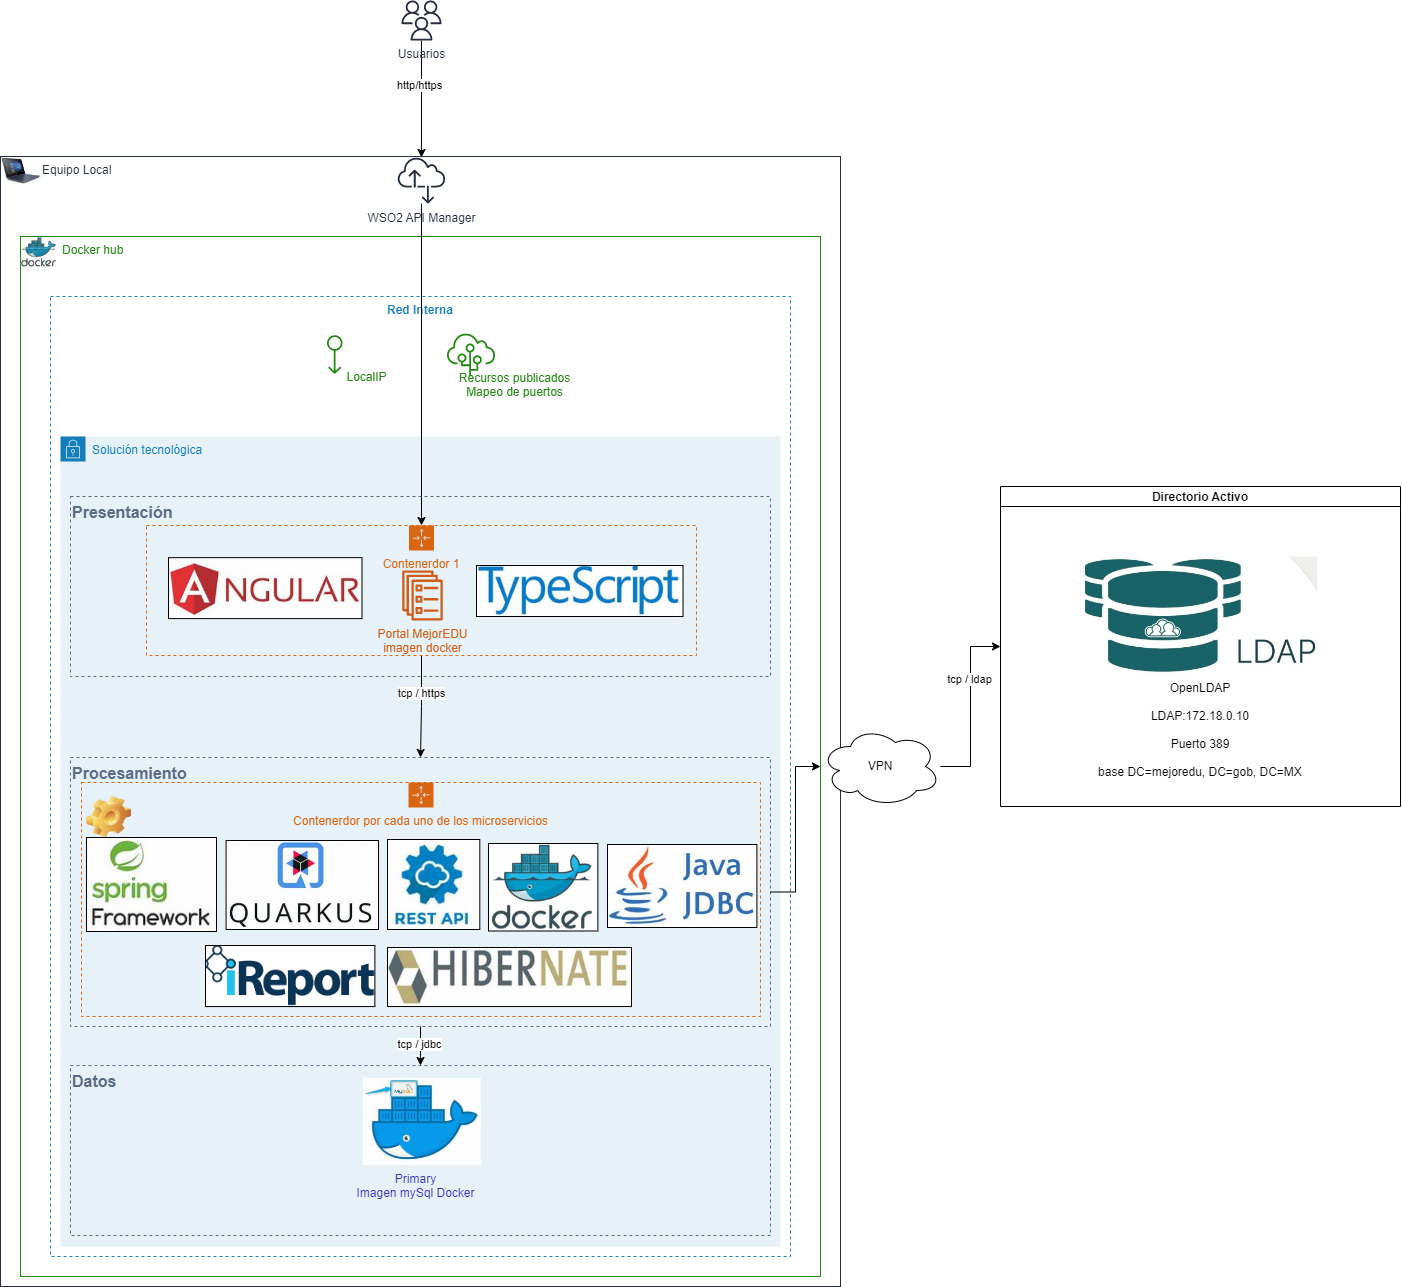 Usuarios
http/https
Equipo Local
WSO2 API Manager
docker
Docker hub
Red Interna
LocalIP
Recursos publicados
Mapeo de puertos
Solución tecnológica
Presentación
Contenerdor 1
ANGULAR
TypeScript
Portal MejorEDU
imagen docker
tcp / https
Procesamiento
Contenerdor por cada uno de los microservicios
spring
Framework
QUARKUS
REST API
docker
Java
JDBC
iReport
HIBERNATE
tcp / jdbc
Datos
MySQL
Primary
Imagen mySql Docker
VPN
tcp / ldap
Directorio Activo
LDAP
OpenLDAP
LDAP:172.18.0.10
Puerto 389
base DC=mejoredu, DC=gob, DC=MX